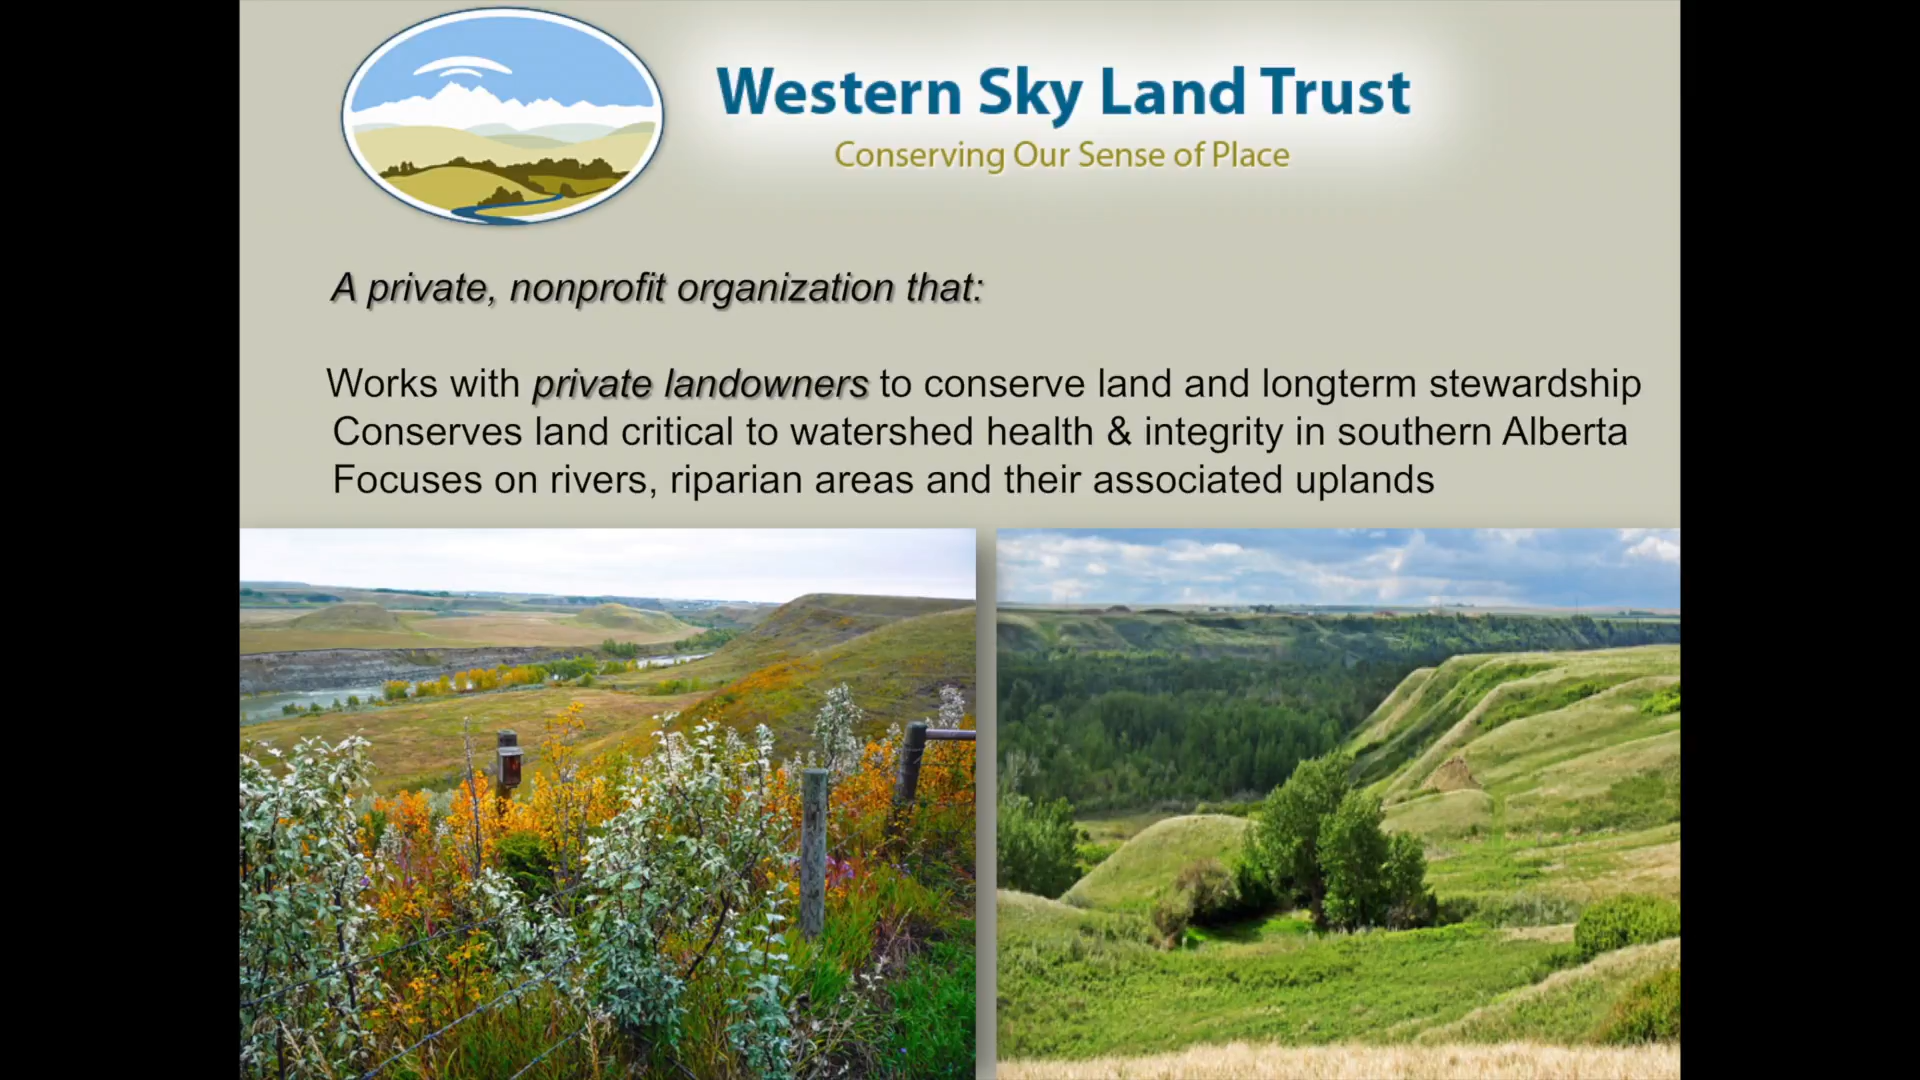 Western Sky Land Trust
Conserving Our Sense of Place
A private, nonprofit organization that:
Works with private landowners to conserve land and longterm stewardship
Conserves land critical to watershed health & integrity in southern Alberta
Focuses on rivers, riparian areas and their associated uplands